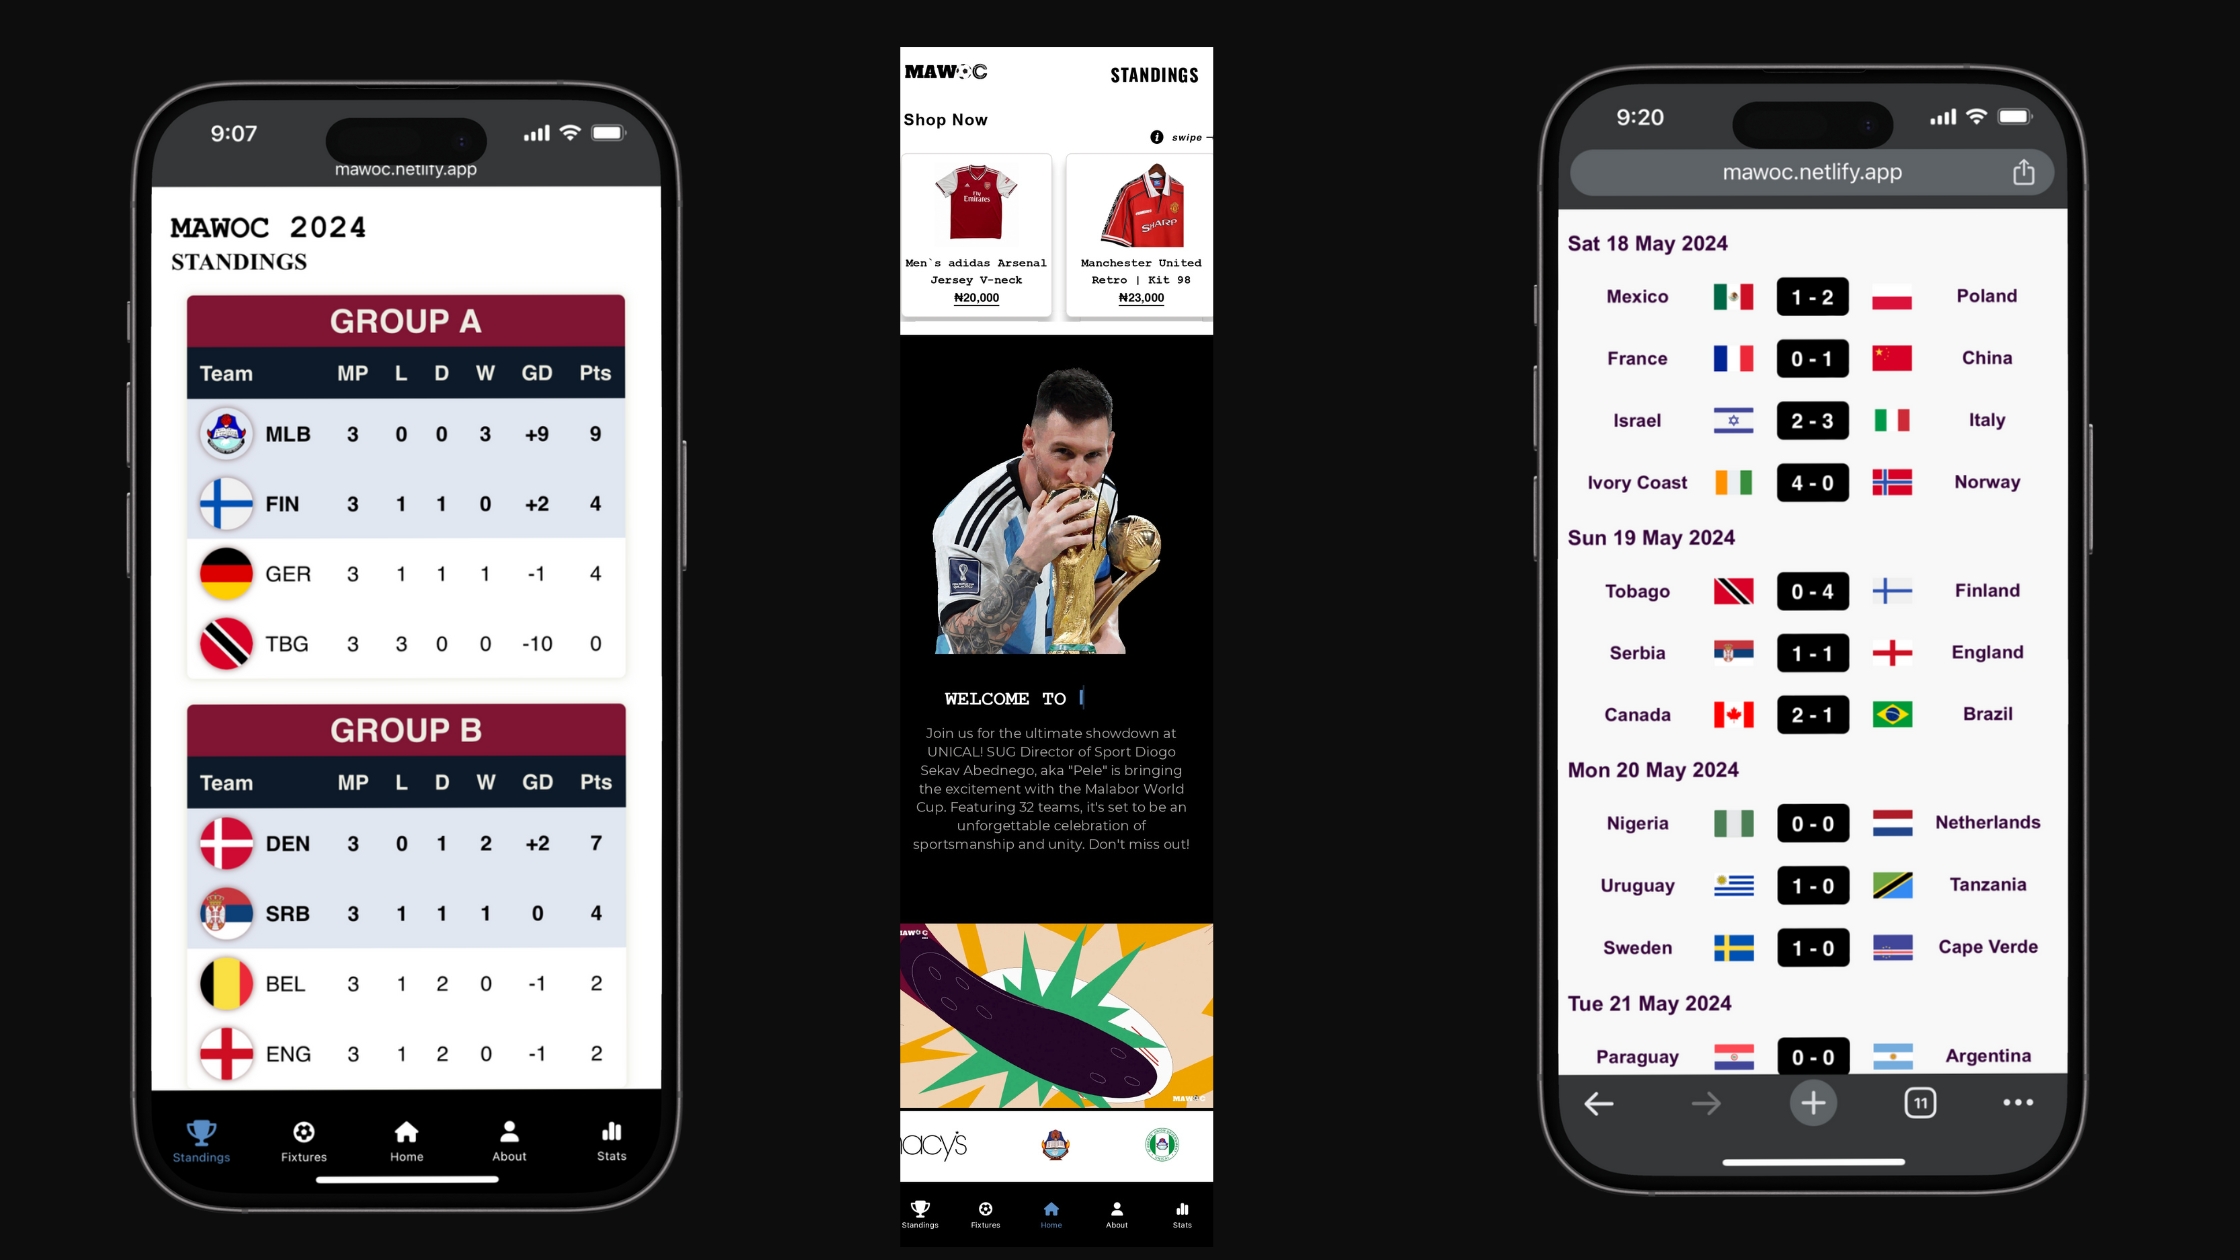 9:07
mawoc.netlify.app
MAWOC 2024
STANDINGS
GROUP A
Team MP L D W GD Pts
MLB 3 0 0 3 +9 9
FIN 3 1 1 0 +2 4
GER 3 1 1 1 -1 4
TBG 3 3 0 0 -10 0
GROUP B
Team MP L D W GD Pts
DEN 3 0 1 2 +2 7
SRB 3 1 1 1 0 4
BEL 3 1 2 0 -1 2
ENG 3 1 2 0 -1 2
Standings Fixtures Home About Stats
MAWOC STANDINGS
Shop Now
swipe
Fly Emirates
SHARP
Men`s adidas Arsenal
Jersey V-neck
₦20,000
Manchester United
Retro | Kit 98
₦23,000
WELCOME TO
Join us for the ultimate showdown at
UNICAL! SUG Director of Sport Diogo
Sekav Abednego, aka "Pele" is bringing
the excitement with the Malabor World
Cup. Featuring 32 teams, it's set to be an
unforgettable celebration of
sportsmanship and unity. Don't miss out!
MAWOC
MAWOC
acy's
Standings Fixtures Home About Stats
9:20
mawoc.netlify.app
Sat 18 May 2024
Mexico 1 - 2 Poland
France 0 - 1 China
Israel 2 - 3 Italy
Ivory Coast 4 - 0 Norway
Sun 19 May 2024
Tobago 0 - 4 Finland
Serbia 1 - 1 England
Canada 2 - 1 Brazil
Mon 20 May 2024
Nigeria 0 - 0 Netherlands
Uruguay 1 - 0 Tanzania
Sweden 1 - 0 Cape Verde
Tue 21 May 2024
Paraguay 0 - 0 Argentina
11